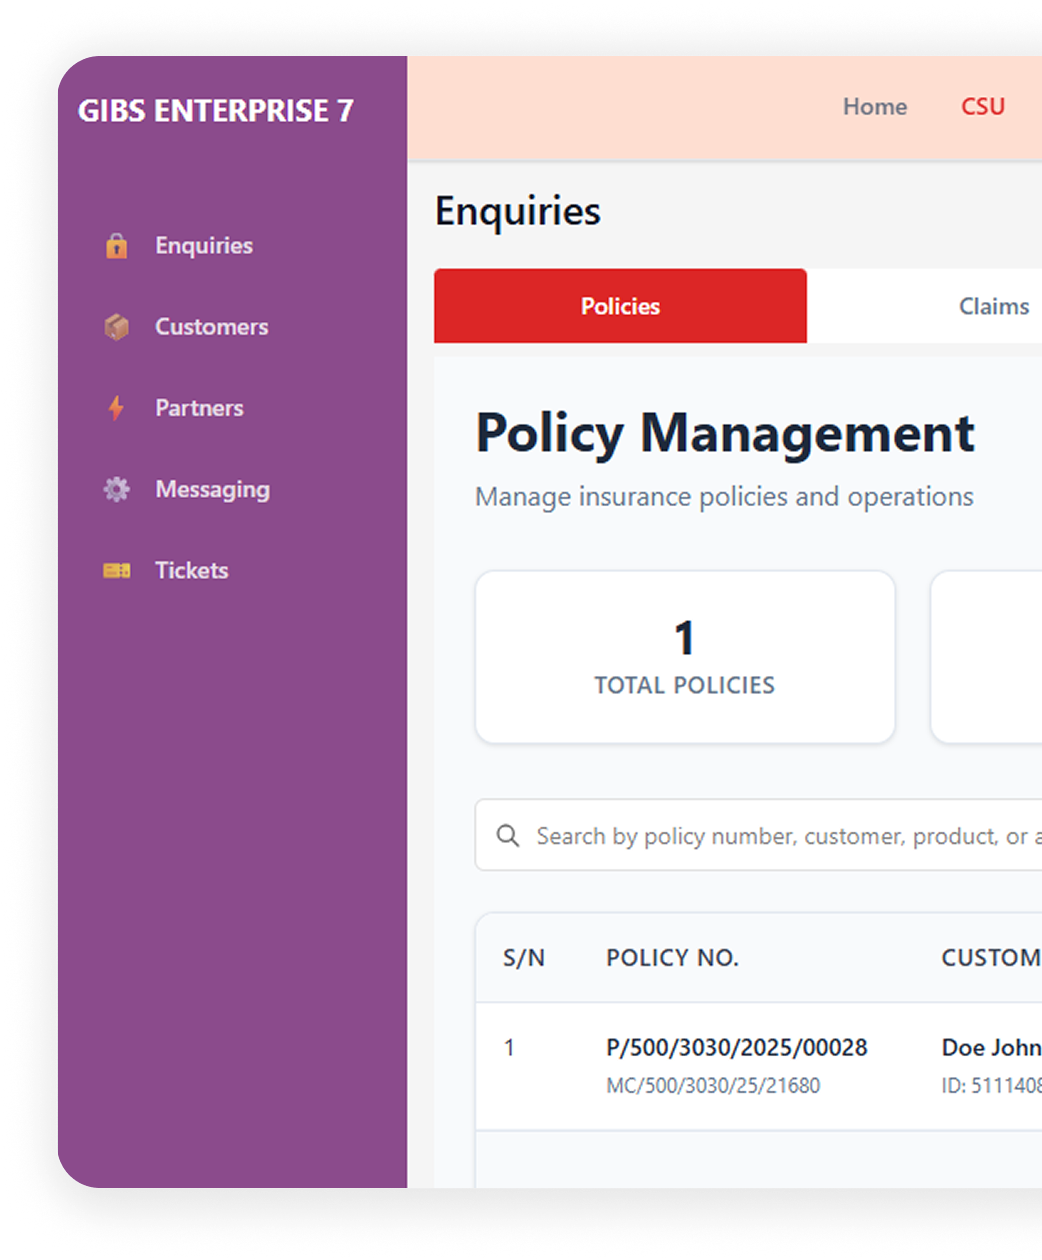 GIBS ENTERPRISE 7
Home CSU
Enquiries
Customers
Partners
Messaging
Tickets
Enquiries
Policies Claims
Policy Management
Manage insurance policies and operations
1
TOTAL POLICIES
Search by policy number, customer, product, or a
S/N POLICY NO. CUSTOM
1 P/500/3030/2025/00028 Doe John
MC/500/3030/25/21680 ID: 5111408